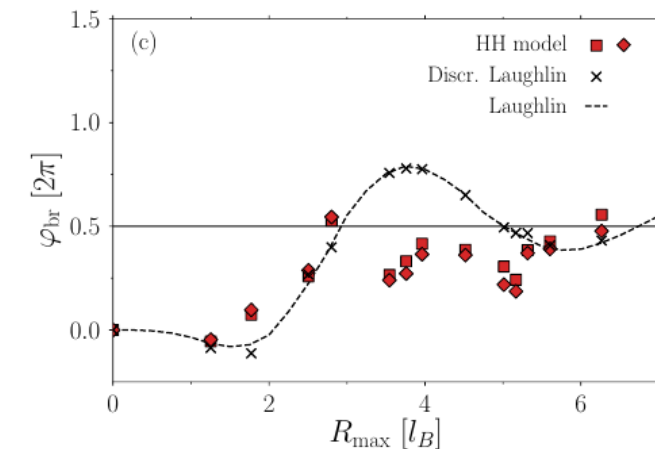 1.5
(c)
HH model
Discr. Laughlin
Laughlin
1.0
φbr [2π]
0.5
0.0
0
2
4
6
Rmax [lB]